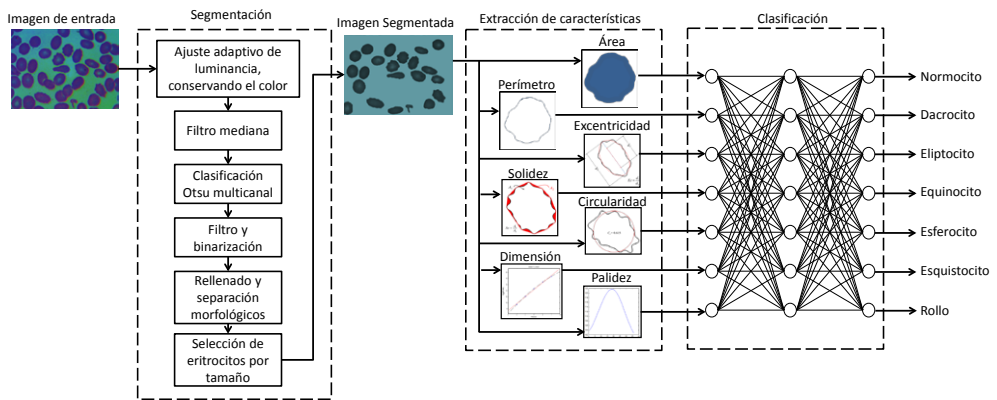 Imagen de entrada
Segmentación
Ajuste adaptivo de
luminancia,
conservando el color
Filtro mediana
Clasificación
Otsu multicanal
Filtro y
binarización
Rellenado y
separación
morfológicos
Selección de
eritrocitos por
tamaño
Imagen Segmentada
Extracción de características
Área
Perímetro
Excentricidad
Solidez
Circularidad
Dimensión
Palidez
Clasificación
Normocito
Dacrocito
Eliptocito
Equinocito
Esferocito
Esquistocito
Rollo